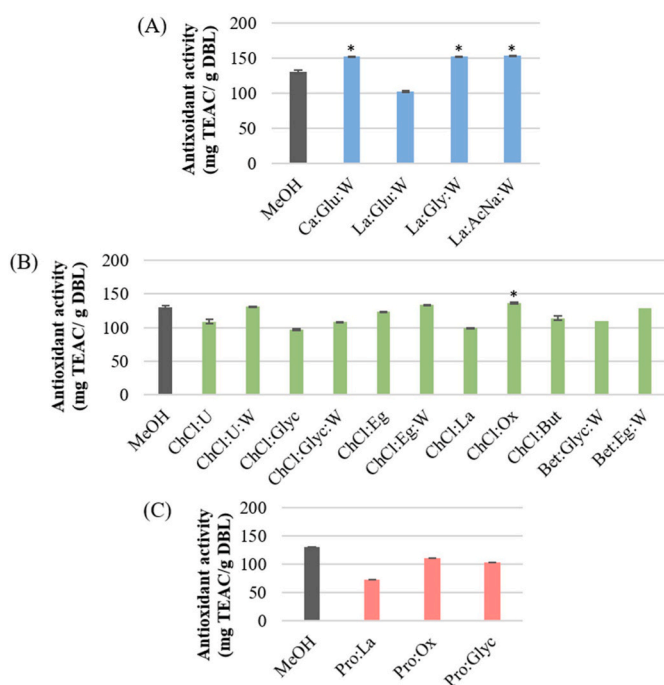 (A)
Antixoidant activity
(mg TEAC/ g DBL)
200
150
100
50
0
* * *
MeOH
Ca:Glu:W
La:Glu:W
La:Gly:W
La:AcNa:W
(B)
Antioxidant activity
(mg TEAC/ g DBL)
200
150
100
50
0
*
MeOH
ChCl:U
ChCl:U:W
ChCl:Glyc
ChCl:Glyc:W
ChCl:Eg
ChCl:Eg:W
ChCl:La
ChCl:Ox
ChCl:But
Bet:Glyc:W
Bet:Eg:W
(C)
Antioxidant activity
(mg TEAC/g DBL)
200
150
100
50
0
MeOH
Pro:La
Pro:Ox
Pro:Glyc